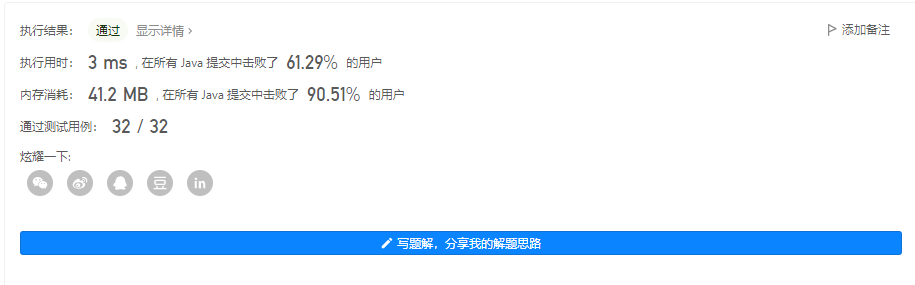 执行结果： 通过 显示详情 › 添加备注
执行用时： 3 ms , 在所有 Java 提交中击败了 61.29% 的用户
内存消耗： 41.2 MB , 在所有 Java 提交中击败了 90.51% 的用户
通过测试用例： 32 / 32
炫耀一下:
豆 in
写题解，分享我的解题思路